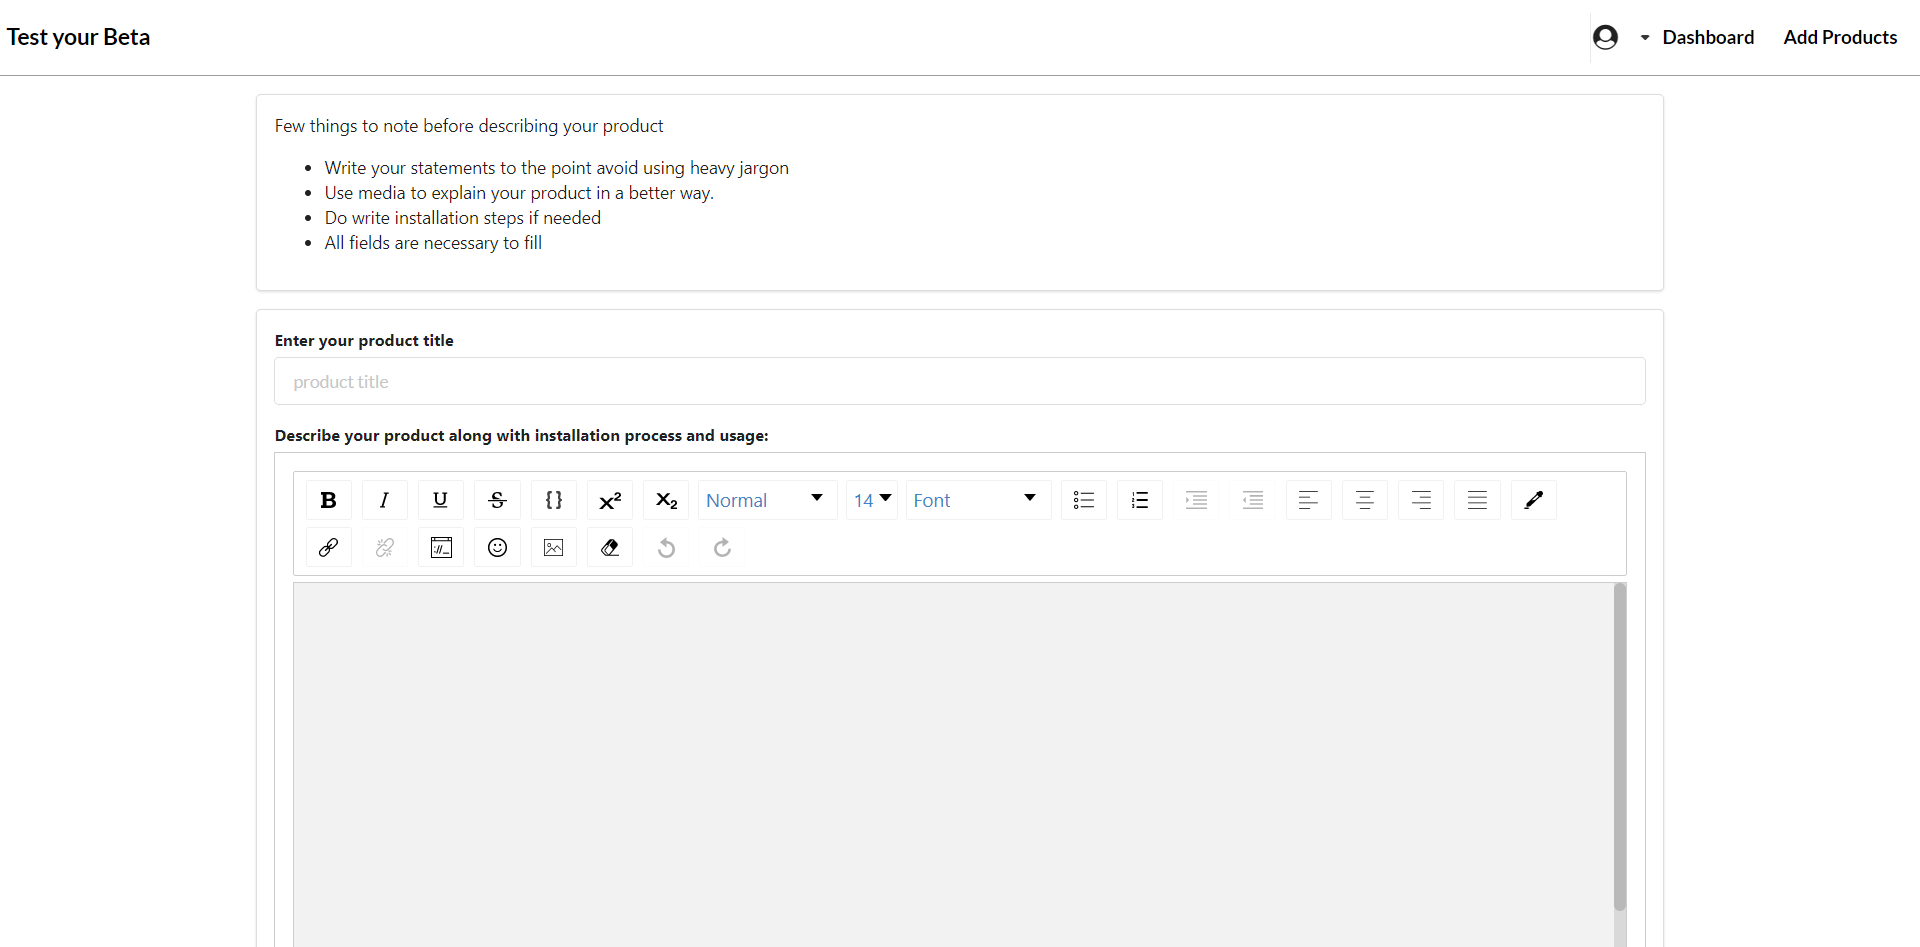 Test your Beta
Dashboard
Add Products
Few things to note before describing your product
Write your statements to the point avoid using heavy jargon
Use media to explain your product in a better way.
Do write installation steps if needed
All fields are necessary to fill
Enter your product title
product title
Describe your product along with installation process and usage:
B I U S {} x² x₂ Normal 14 Font